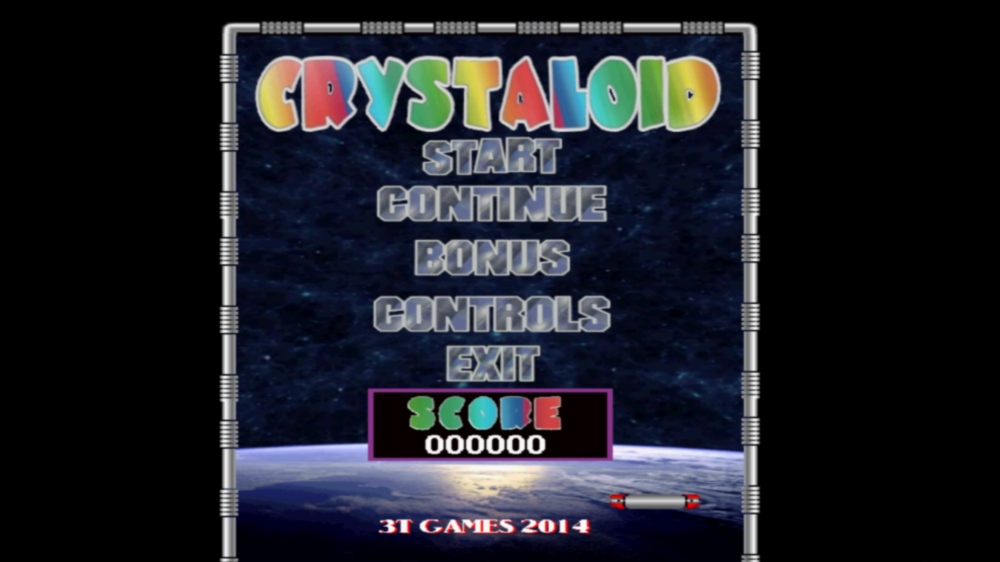 CRYSTALOID
START
CONTINUE
BONUS
CONTROLS
EXIT
SCORE
000000
3T GAMES 2014